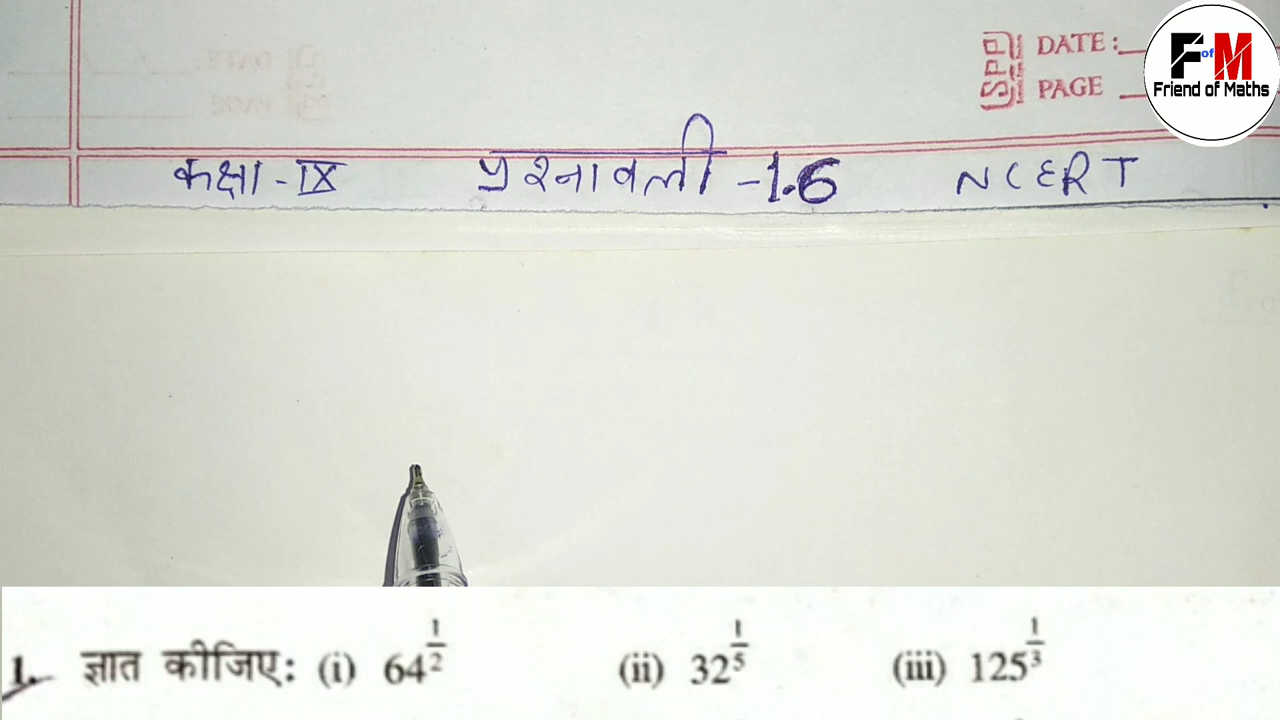 DATE:
PAGE
FofM
Friend of Maths
कक्षा-IX प्रश्नावली-1.6 NCERT
1. ज्ञात कीजिए: (i) 64^{1/2} (ii) 32^{1/5} (iii) 125^{1/3}